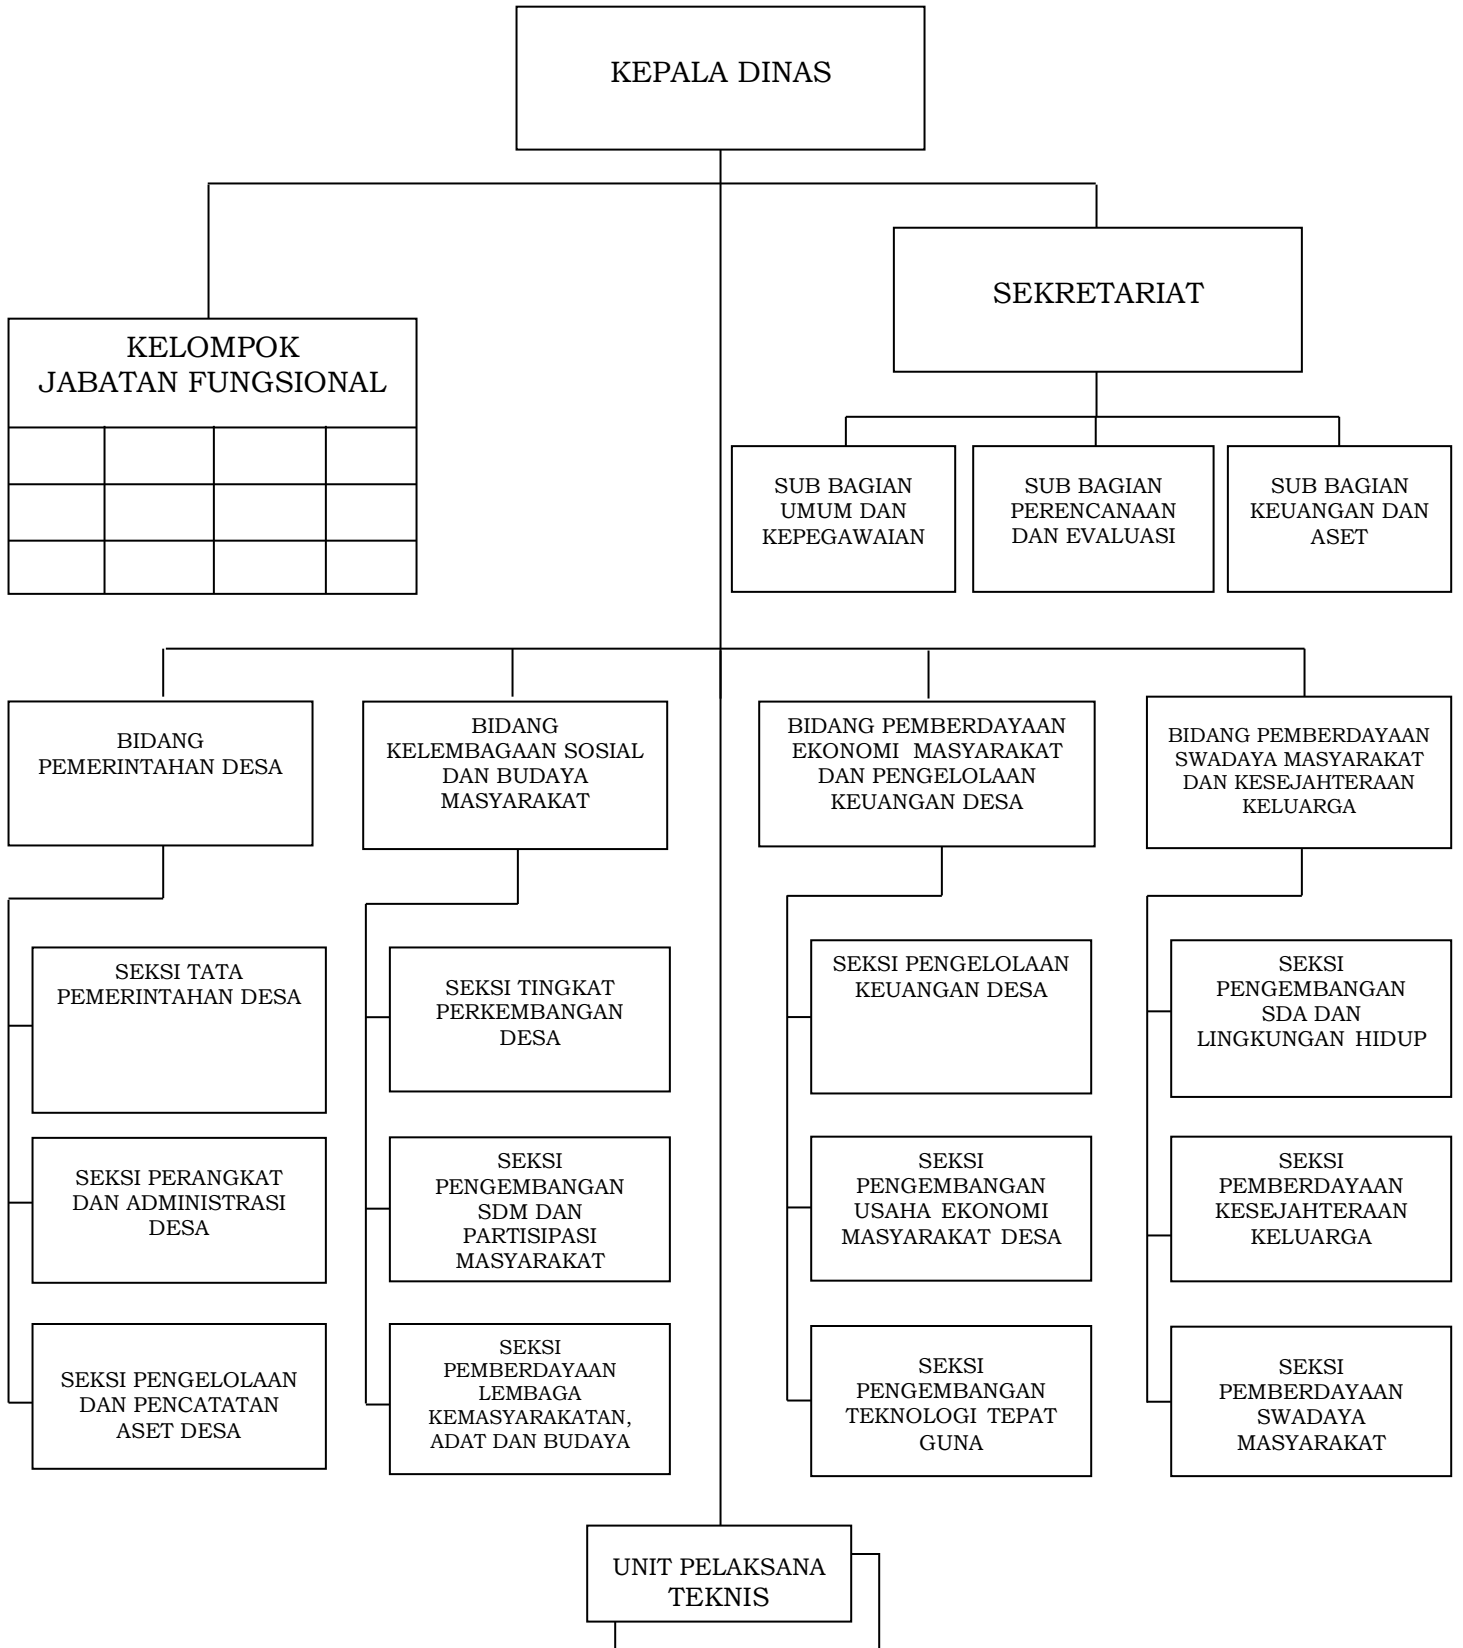 KEPALA DINAS
SEKRETARIAT
KELOMPOK
JABATAN FUNGSIONAL
SUB BAGIAN
UMUM DAN
KEPEGAWAIAN
SUB BAGIAN
PERENCANAAN
DAN EVALUASI
SUB BAGIAN
KEUANGAN DAN
ASET
BIDANG
PEMERINTAHAN DESA
BIDANG
KELEMBAGAAN SOSIAL
DAN BUDAYA
MASYARAKAT
BIDANG PEMBERDAYAAN
EKONOMI MASYARAKAT
DAN PENGELOLAAN
KEUANGAN DESA
BIDANG PEMBERDAYAAN
SWADAYA MASYARAKAT
DAN KESEJAHTERAAN
KELUARGA
SEKSI TATA
PEMERINTAHAN DESA
SEKSI TINGKAT
PERKEMBANGAN
DESA
SEKSI PENGELOLAAN
KEUANGAN DESA
SEKSI
PENGEMBANGAN
SDA DAN
LINGKUNGAN HIDUP
SEKSI PERANGKAT
DAN ADMINISTRASI
DESA
SEKSI
PENGEMBANGAN
SDM DAN
PARTISIPASI
MASYARAKAT
SEKSI
PENGEMBANGAN
USAHA EKONOMI
MASYARAKAT DESA
SEKSI
PEMBERDAYAAN
KESEJAHTERAAN
KELUARGA
SEKSI PENGELOLAAN
DAN PENCATATAN
ASET DESA
SEKSI
PEMBERDAYAAN
LEMBAGA
KEMASYARAKATAN,
ADAT DAN BUDAYA
SEKSI
PENGEMBANGAN
TEKNOLOGI TEPAT
GUNA
SEKSI
PEMBERDAYAAN
SWADAYA
MASYARAKAT
UNIT PELAKSANA
TEKNIS